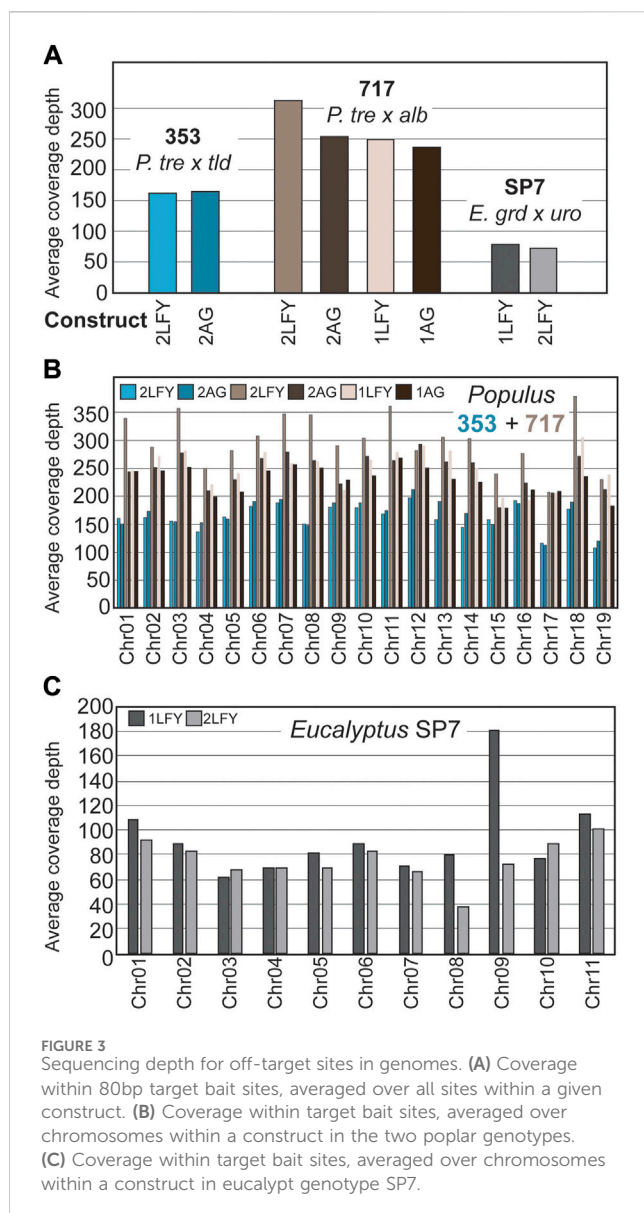 A
Average coverage depth
300
250
200
150
100
50
0
353
P. tre x tld
717
P. tre x alb
SP7
E. grd x uro
Construct
2LFY
2AG
2LFY
2AG
1LFY
1AG
1LFY
2LFY
B
2LFY 2AG 2LFY 2AG 1LFY 1AG
Populus
353 + 717
Average coverage depth
350
300
250
200
150
100
50
0
Chr01
Chr02
Chr03
Chr04
Chr05
Chr06
Chr07
Chr08
Chr09
Chr10
Chr11
Chr12
Chr13
Chr14
Chr15
Chr16
Chr17
Chr18
Chr19
C
1LFY 2LFY
Eucalyptus SP7
Average coverage depth
200
180
160
140
120
100
80
60
40
20
0
Chr01
Chr02
Chr03
Chr04
Chr05
Chr06
Chr07
Chr08
Chr09
Chr10
Chr11
FIGURE 3
Sequencing depth for off-target sites in genomes. (A) Coverage
within 80bp target bait sites, averaged over all sites within a given
construct. (B) Coverage within target bait sites, averaged over
chromosomes within a construct in the two poplar genotypes.
(C) Coverage within target bait sites, averaged over chromosomes
within a construct in eucalypt genotype SP7.